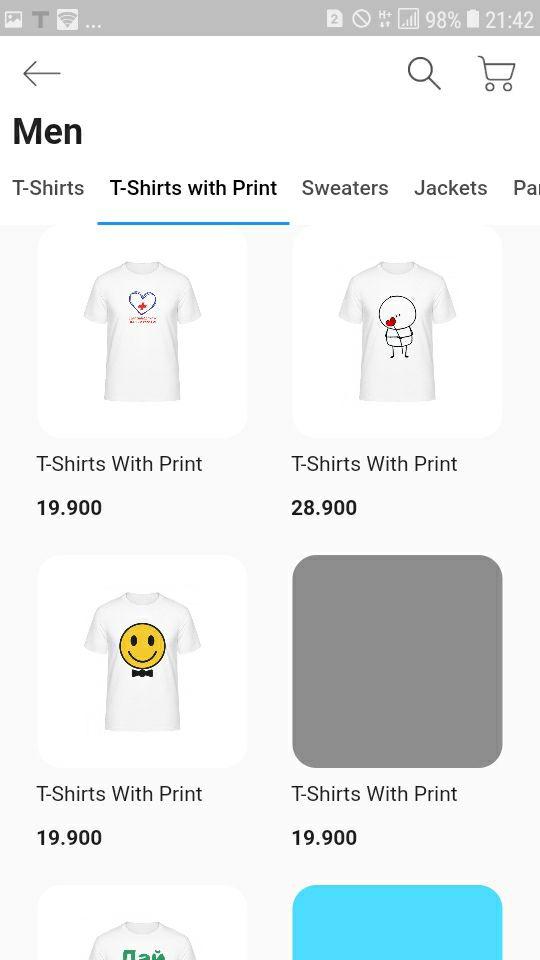 2 H+ 98% 21:42
Men
T-Shirts T-Shirts with Print Sweaters Jackets Pa
T-Shirts With Print T-Shirts With Print
19.900 28.900
T-Shirts With Print T-Shirts With Print
19.900 19.900
Дай